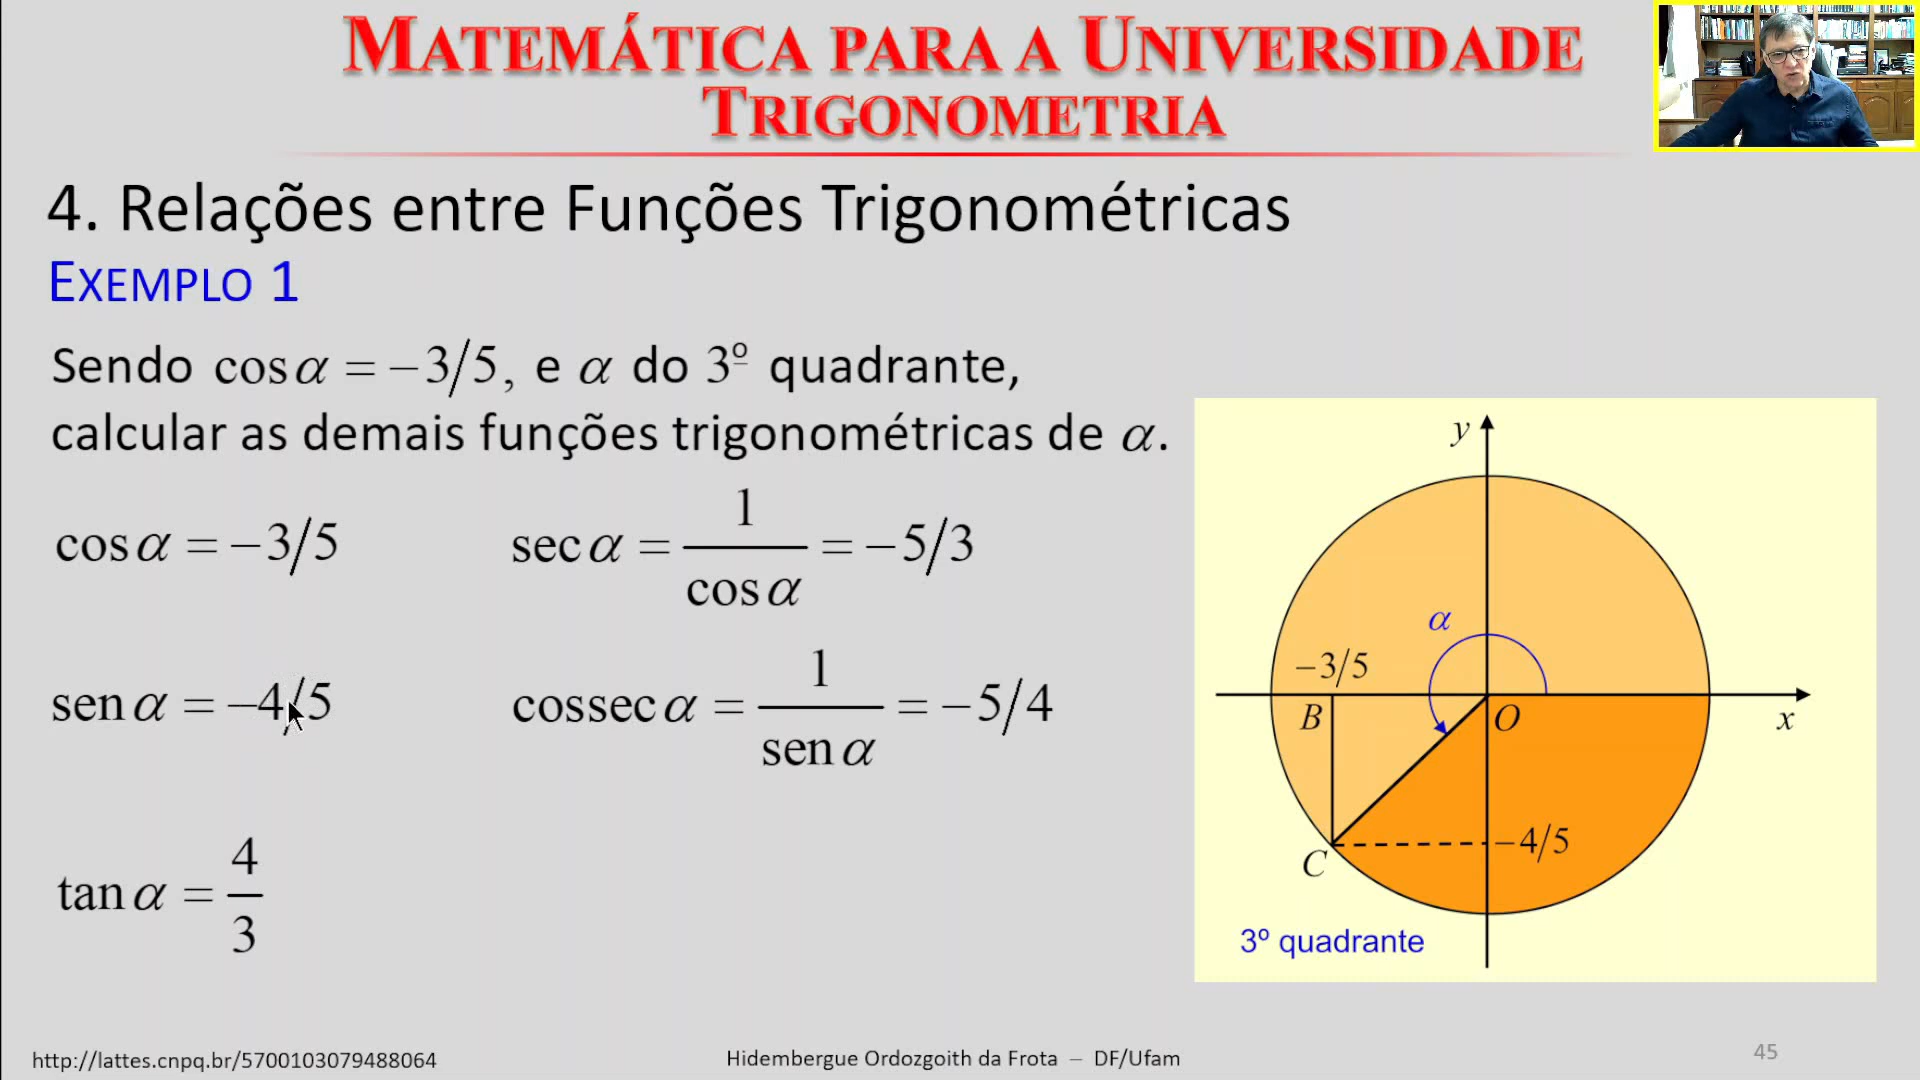 MATEMÁTICA PARA A UNIVERSIDADE
TRIGONOMETRIA
4. Relações entre Funções Trigonométricas
EXEMPLO 1
Sendo cos α = −3/5, e α do 3º quadrante,
calcular as demais funções trigonométricas de α.
cos α = −3/5
sec α = 1/cos α = −5/3
sen α = −4/5
cossec α = 1/sen α = −5/4
tan α = 4/3
y
α
−3/5
B
O
x
−4/5
C
3º quadrante
http://lattes.cnpq.br/5700103079488064
Hidembergue Ordozgoith da Frota – DF/Ufam
45